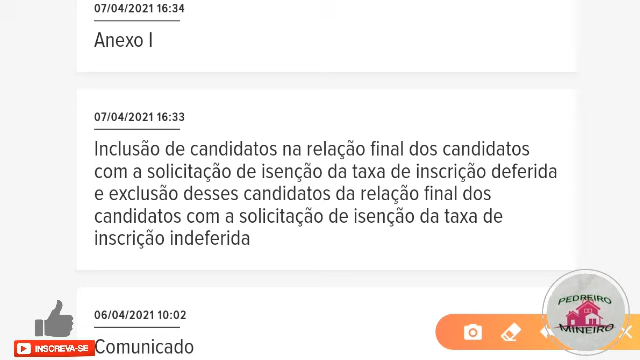 07/04/2021 16:34
Anexo I
07/04/2021 16:33
Inclusão de candidatos na relação final dos candidatos
com a solicitação de isenção da taxa de inscrição deferida
e exclusão desses candidatos da relação final dos
candidatos com a solicitação de isenção da taxa de
inscrição indeferida
06/04/2021 10:02
Comunicado
INSCREVA-SE
PEDREIRO
MINEIRO